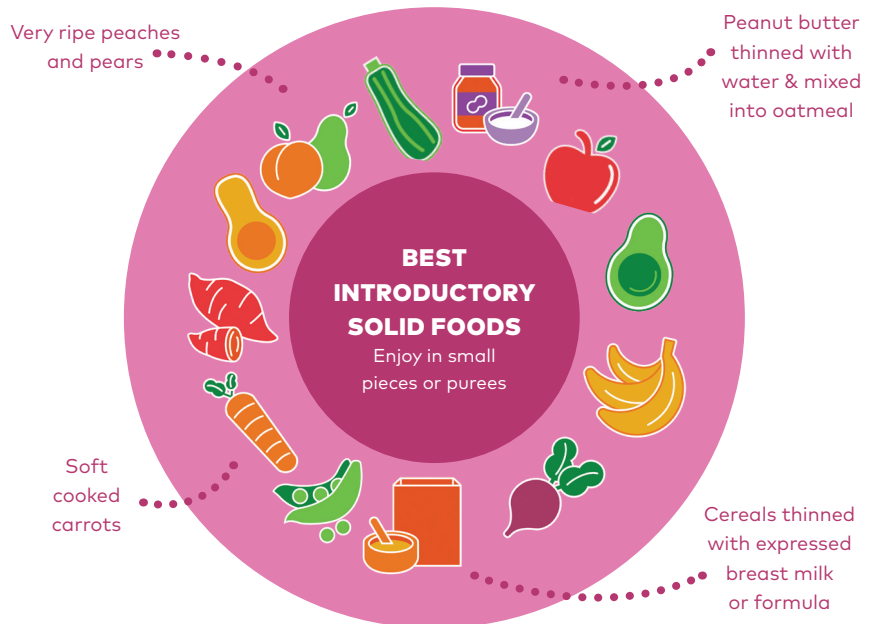 Very ripe peaches
and pears
Peanut butter
thinned with
water & mixed
into oatmeal
BEST
INTRODUCTORY
SOLID FOODS
Enjoy in small
pieces or purees
Soft
cooked
carrots
Cereals thinned
with expressed
breast milk
or formula